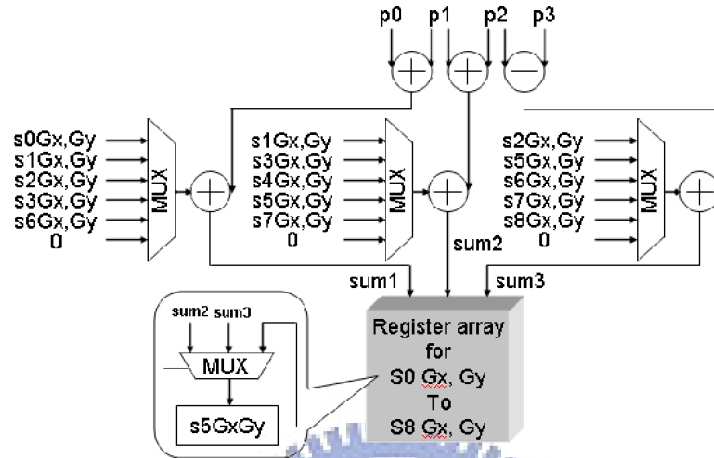 p0 p1 p2 p3
s0Gx,Gy
s1Gx,Gy
s2Gx,Gy
s3Gx,Gy
s6Gx,Gy
0
MUX
s1Gx,Gy
s3Gx,Gy
s4Gx,Gy
s5Gx,Gy
s7Gx,Gy
0
MUX
s2Gx,Gy
s5Gx,Gy
s6Gx,Gy
s7Gx,Gy
s8Gx,Gy
0
MUX
sum2
sum1
sum3
sum2 sum3
MUX
s5GxGy
Register array
for
S0 Gx, Gy
To
S8 Gx, Gy